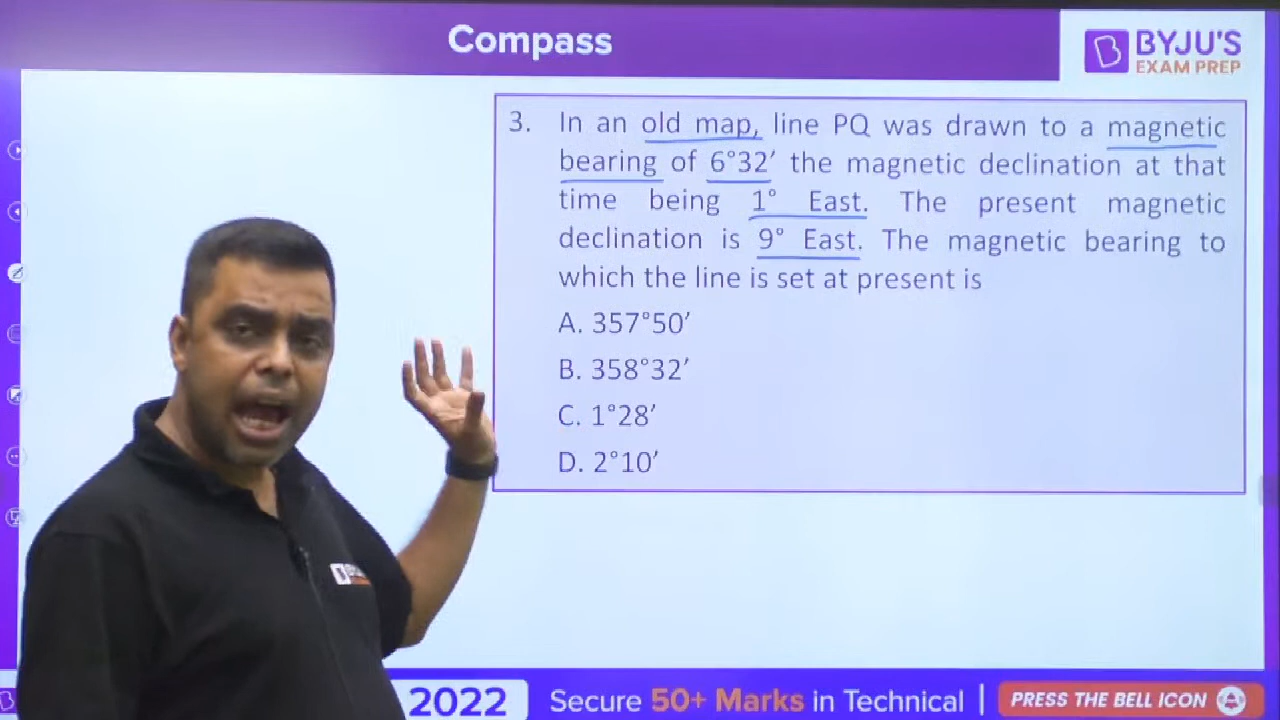 Compass
BYJU'S
EXAM PREP
3. In an old map, line PQ was drawn to a magnetic
bearing of 6°32′ the magnetic declination at that
time being 1° East. The present magnetic
declination is 9° East. The magnetic bearing to
which the line is set at present is
A. 357°50′
B. 358°32′
C. 1°28′
D. 2°10′
2022
Secure 50+ Marks in Technical
PRESS THE BELL ICON